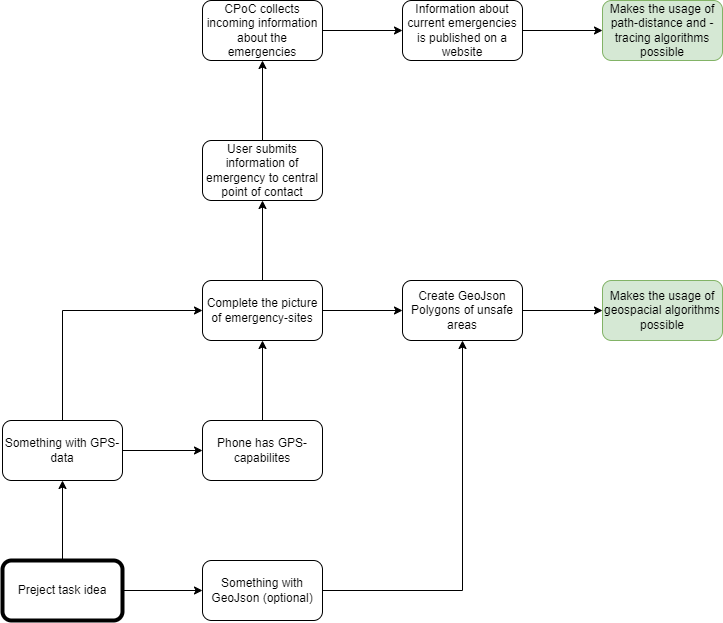 CPoC collects
incoming information
about the
emergencies
Information about
current emergencies
is published on a
website
Makes the usage of
path-distance and -
tracing algorithms
possible
User submits
information of
emergency to central
point of contact
Complete the picture
of emergency-sites
Create GeoJson
Polygons of unsafe
areas
Makes the usage of
geospacial algorithms
possible
Something with GPS-
data
Phone has GPS-
capabilites
Preject task idea
Something with
GeoJson (optional)